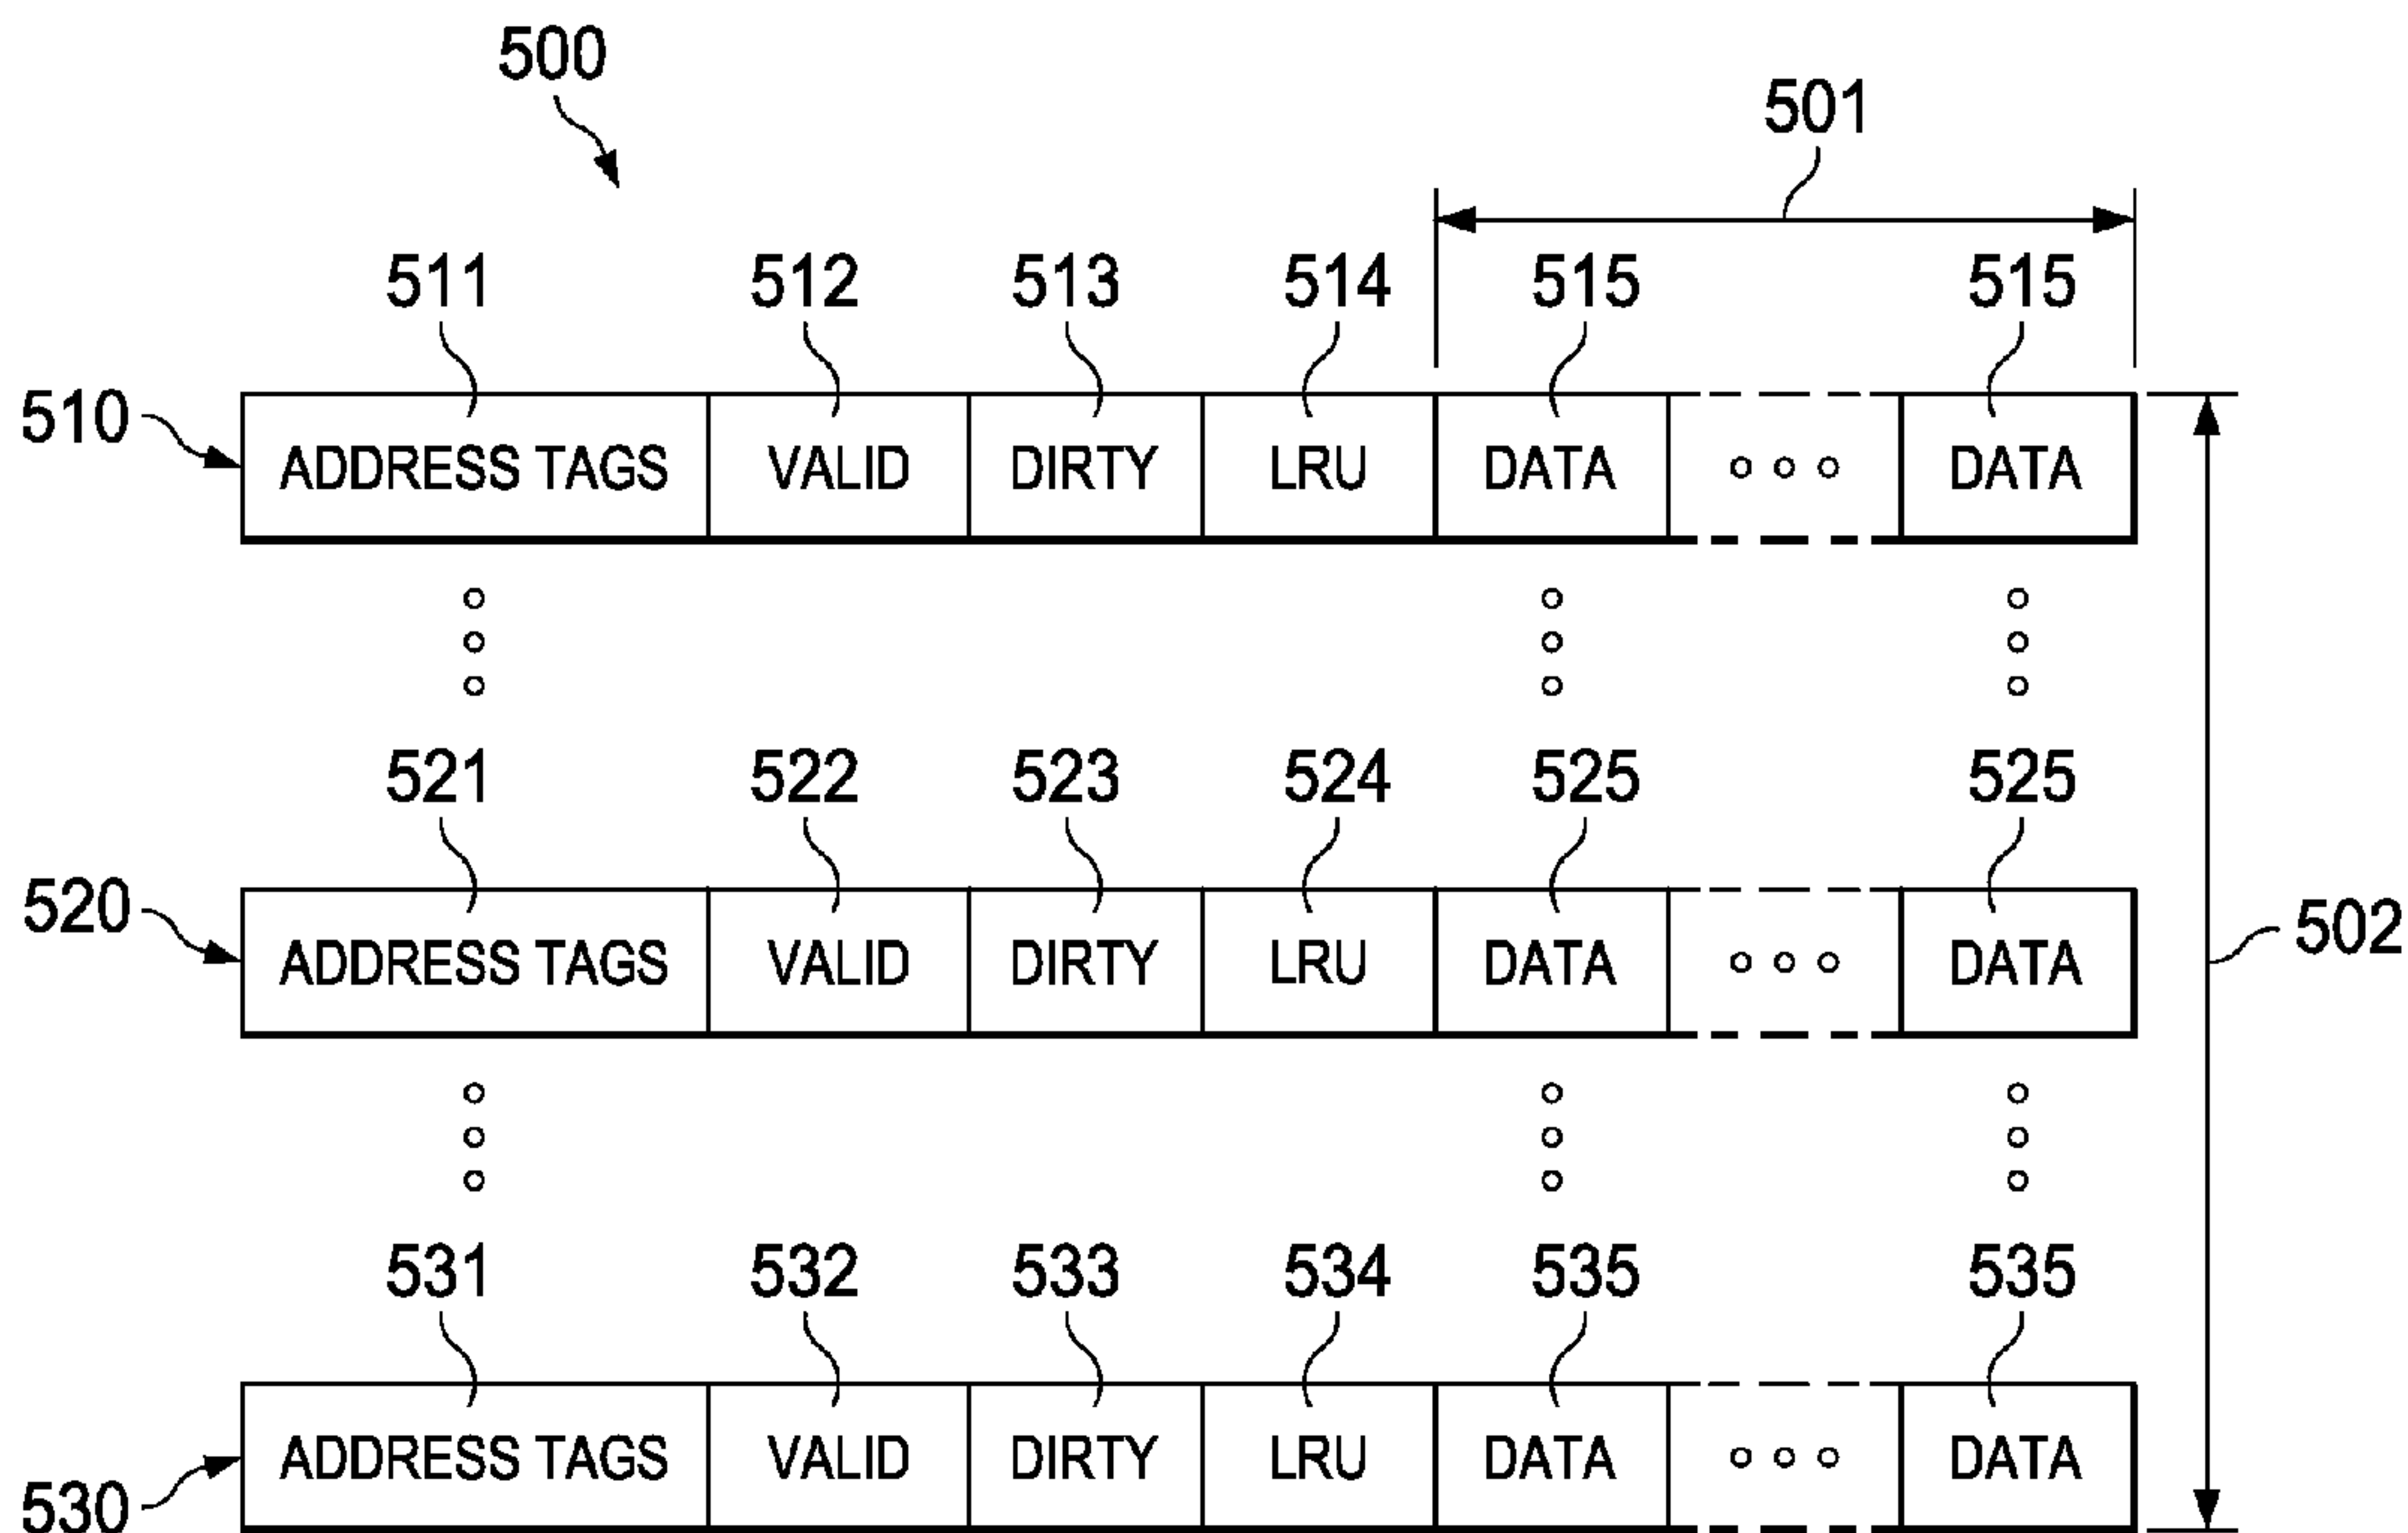 500
501
511 512 513 514 515 515
510
ADDRESS TAGS VALID DIRTY LRU DATA DATA
521 522 523 524 525 525
520
ADDRESS TAGS VALID DIRTY LRU DATA DATA
502
531 532 533 534 535 535
ADDRESS TAGS VALID DIRTY LRU DATA DATA
530